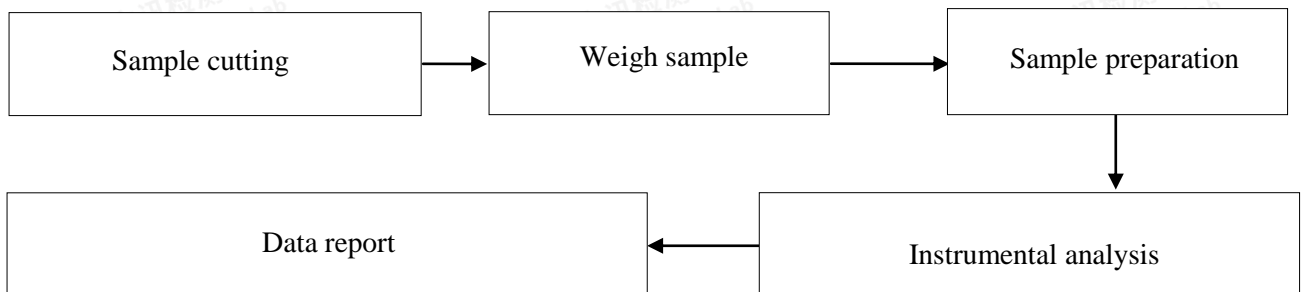 Sample cutting
Weigh sample
Sample preparation
Instrumental analysis
Data report